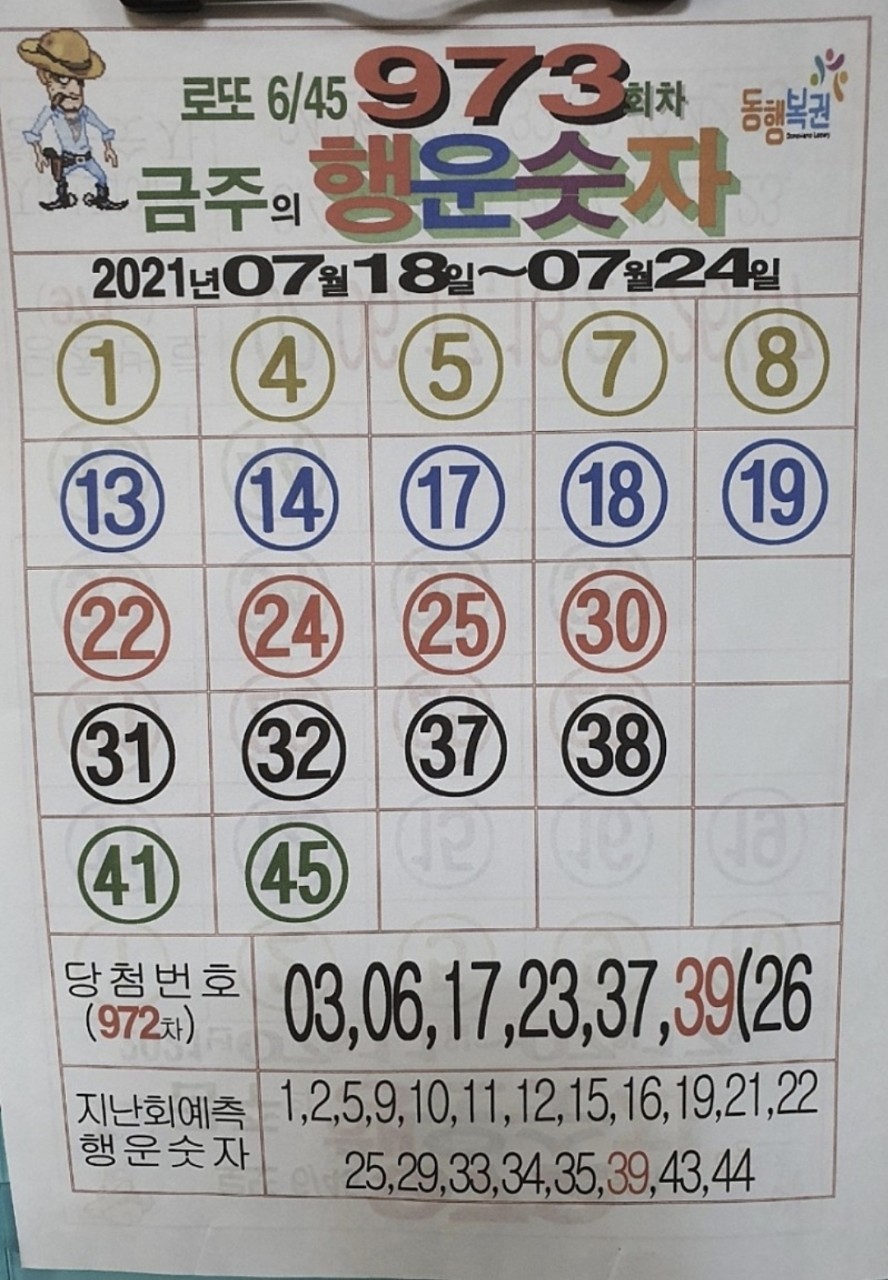 로또 6/45 973회차
동행복권
금주의 행운숫자
2021년07월18일~07월24일
1 4 5 7 8
13 14 17 18 19
22 24 25 30
31 32 37 38
41 45
당첨번호
(972차)
03,06,17,23,37,39(26
지난회예측
행운숫자
1,2,5,9,10,11,12,15,16,19,21,22
25,29,33,34,35,39,43,44